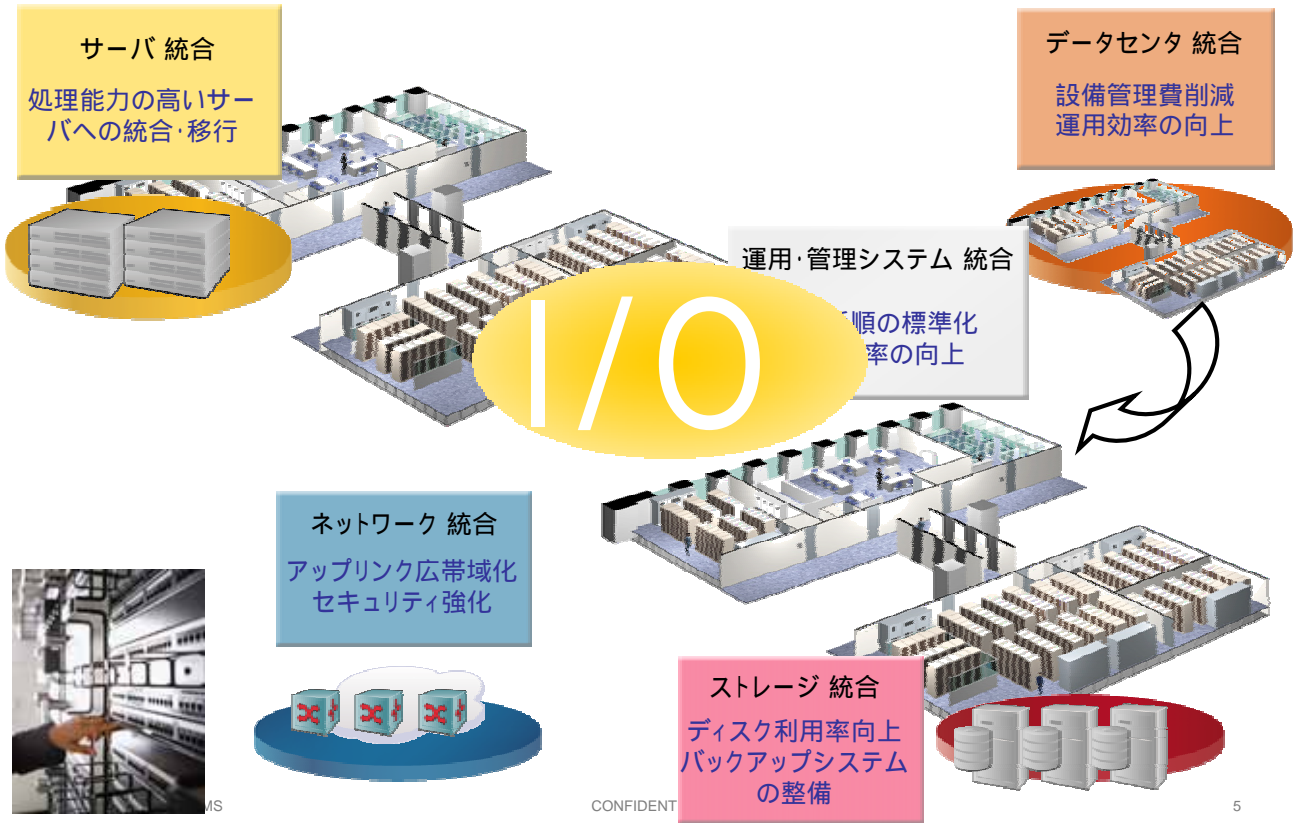 サーバ 統合
処理能力の高いサー
バへの統合･移行
データセンタ 統合
設備管理費削減
運用効率の向上
運用･管理システム 統合
順の標準化
率の向上
I/O
ネットワーク 統合
アップリンク広帯域化
セキュリティ強化
ストレージ 統合
ディスク利用率向上
バックアップシステム
の整備
MS
CONFIDENT
5